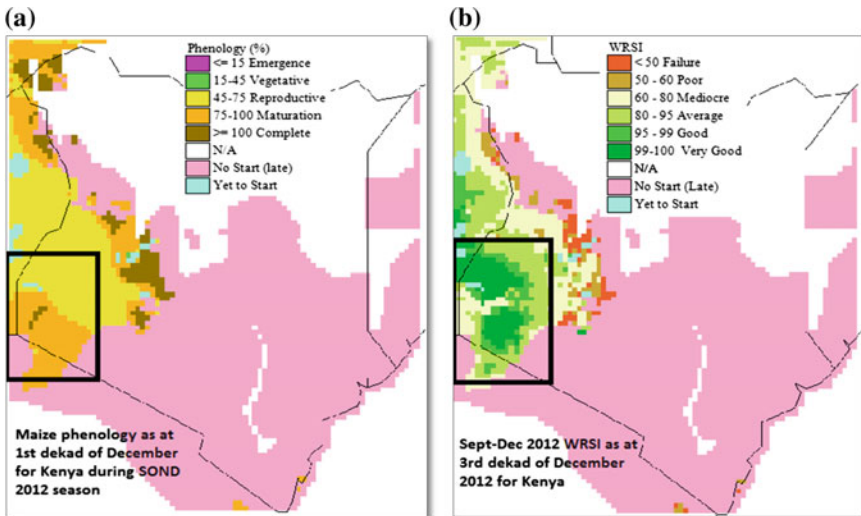 (a)
Phenology (%)
<= 15 Emergence
15-45 Vegetative
45-75 Reproductive
75-100 Maturation
>= 100 Complete
N/A
No Start (late)
Yet to Start
Maize phenology as at
1st dekad of December
for Kenya during SOND
2012 season
(b)
WRSI
< 50 Failure
50 - 60 Poor
60 - 80 Mediocre
80 - 95 Average
95 - 99 Good
99-100 Very Good
N/A
No Start (Late)
Yet to Start
Sept-Dec 2012 WRSI as at
3rd dekad of December
2012 for Kenya